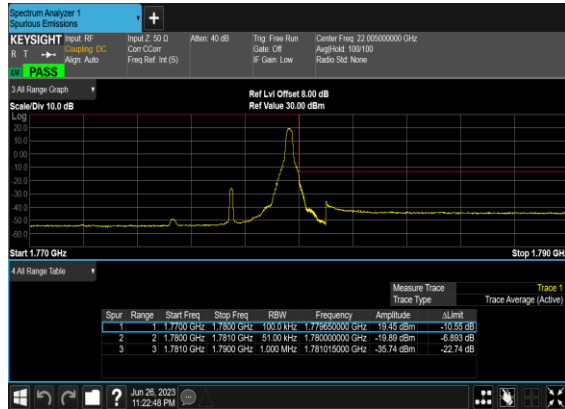 Spectrum Analyzer 1
Spurious Emissions
KEYSIGHT Input: RF Input Z: 50 Ω Atten: 40 dB Trig: Free Run Center Freq: 22.005000000 GHz
R T Coupling: DC Corr CCorr Gate: Off Avg|Hold: 100/100
Align: Auto Freq Ref: Int (S) IF Gain: Low Radio Std: None
PASS
3 All Range Graph
Ref Lvl Offset 8.00 dB
Scale/Div 10.0 dB Ref Value 30.00 dBm
Log
20.0
10.0
0.00
-10.0
-20.0
-30.0
-40.0
-50.0
-60.0
Start 1.770 GHz Stop 1.790 GH
4 All Range Table
Measure Trace Trace 1
Trace Type Trace Average (Active)
Spur Range Start Freq Stop Freq RBW Frequency Amplitude ΔLimit
1 1 1.7700 GHz 1.7800 GHz 100.0 kHz 1.779650000 GHz 19.45 dBm -10.55 dB
2 2 1.7800 GHz 1.7810 GHz 51.00 kHz 1.780000000 GHz -19.89 dBm -6.893 dB
3 3 1.7810 GHz 1.7900 GHz 1.000 MHz 1.781015000 GHz -35.74 dBm -22.74 dB
? Jun 26, 2023
11:22:48 PM